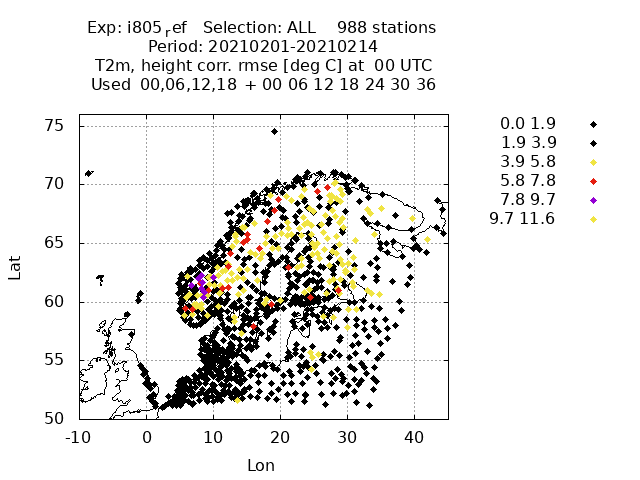 Exp: i805ref   Selection: ALL    988 stations
Period: 20210201-20210214
T2m, height corr. rmse [deg C] at  00 UTC
Used  00,06,12,18  + 00 06 12 18 24 30 36
75
70
65
60
55
50
-10 0 10 20 30 40
Lat
Lon
0.0 1.9
1.9 3.9
3.9 5.8
5.8 7.8
7.8 9.7
9.7 11.6